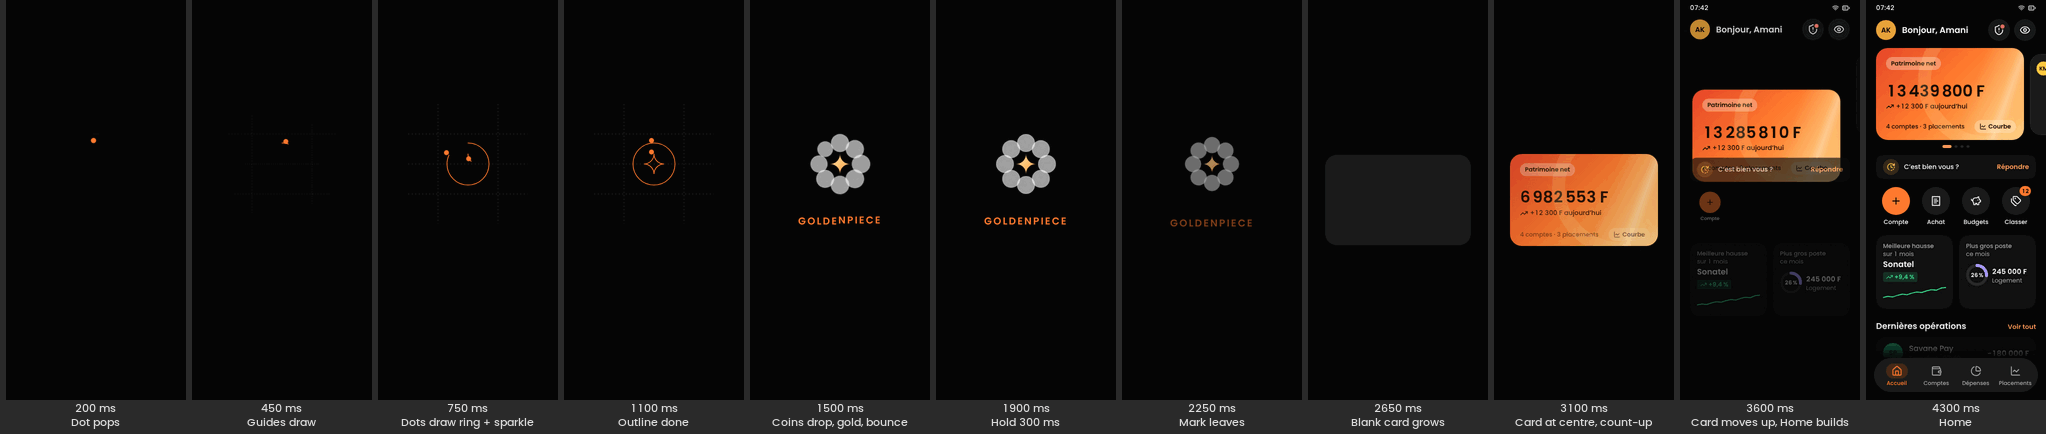 200 ms
Dot pops
450 ms
Guides draw
750 ms
Dots draw ring + sparkle
1100 ms
Outline done
GOLDENPIECE
1500 ms
Coins drop, gold, bounce
GOLDENPIECE
1900 ms
Hold 300 ms
GOLDENPIECE
2250 ms
Mark leaves
2650 ms
Blank card grows
Patrimoine net
6 982 553 F
+12 300 F aujourd'hui
4 comptes · 3 placements
Courbe
3100 ms
Card at centre, count-up
07:42
AK
Bonjour, Amani
Patrimoine net
13 285 810 F
+12 300 F aujourd'hui
C'est bien vous ?
Répondre
Compte
Meilleure hausse
sur 1 mois
Sonatel
+9,4 %
Plus gros poste
ce mois
26 %
245 000 F
Logement
3600 ms
Card moves up, Home builds
07:42
AK
Bonjour, Amani
Patrimoine net
13 439 800 F
+12 300 F aujourd'hui
4 comptes · 3 placements
Courbe
C'est bien vous ?
Répondre
12
Compte
Achat
Budgets
Classer
Meilleure hausse
sur 1 mois
Sonatel
+9,4 %
Plus gros poste
ce mois
26 %
245 000 F
Logement
Dernières opérations
Voir tout
Savane Pay
-180 000 F
Accueil
Comptes
Dépenses
Placements
4300 ms
Home